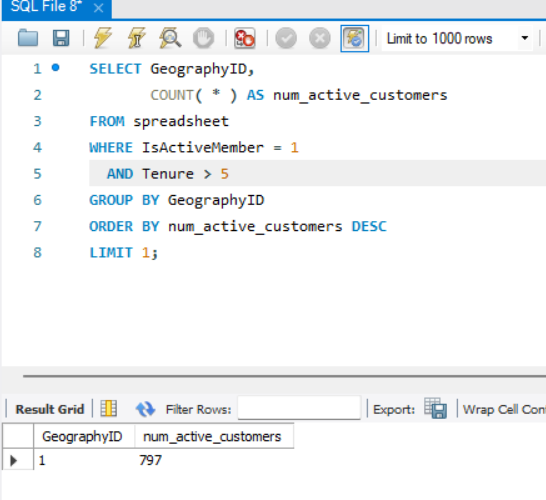 SQL File 8* ×
Limit to 1000 rows
1 SELECT GeographyID,
2 COUNT( * ) AS num_active_customers
3 FROM spreadsheet
4 WHERE IsActiveMember = 1
5 AND Tenure > 5
6 GROUP BY GeographyID
7 ORDER BY num_active_customers DESC
8 LIMIT 1;
Result Grid Filter Rows: Export: Wrap Cell Con
GeographyID num_active_customers
1 797